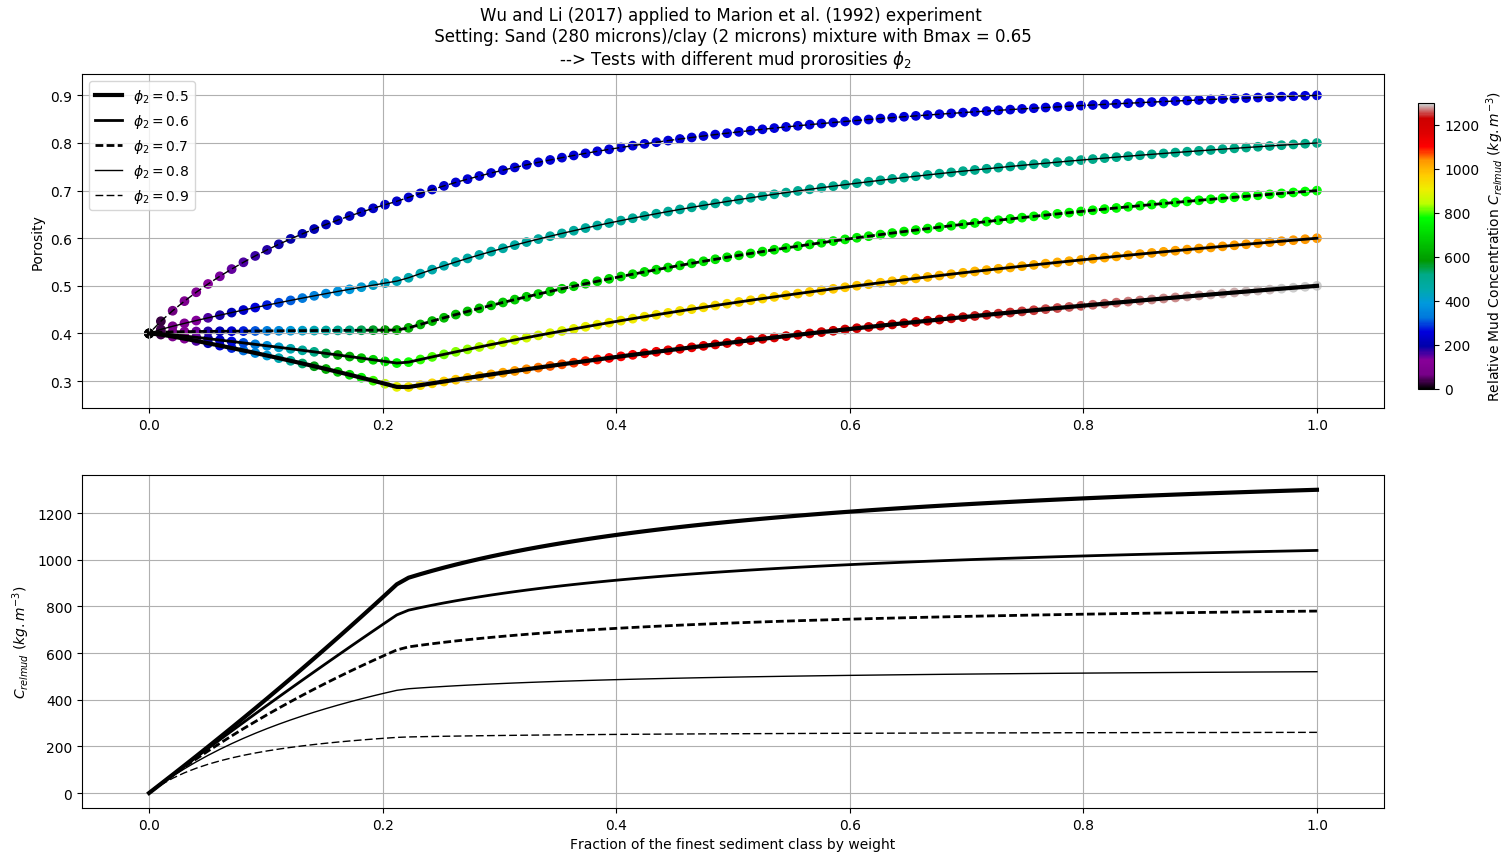 Wu and Li (2017) applied to Marion et al. (1992) experiment
Setting: Sand (280 microns)/clay (2 microns) mixture with Bmax = 0.65
--> Tests with different mud prorosities ϕ₂
Porosity
0.9
0.8
0.7
0.6
0.5
0.4
0.3
ϕ₂ = 0.5
ϕ₂ = 0.6
ϕ₂ = 0.7
ϕ₂ = 0.8
ϕ₂ = 0.9
0.0 0.2 0.4 0.6 0.8 1.0
1200
1000
800
600
400
200
0
Relative Mud Concentration C_relmud (kg.m⁻³)
C_relmud (kg.m⁻³)
1200
1000
800
600
400
200
0
0.0 0.2 0.4 0.6 0.8 1.0
Fraction of the finest sediment class by weight